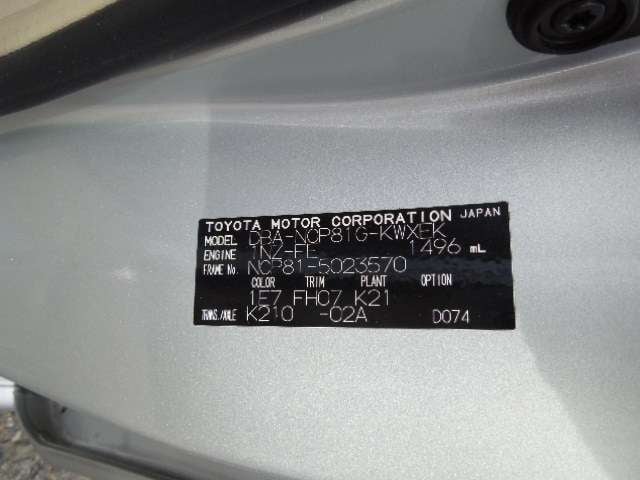 TOYOTA MOTOR CORPORATION JAPAN
MODEL DBA-NCP81G-KWXEK
ENGINE 1NZ-FE 1496 mL
FRAME No. NCP81-5023570
COLOR TRIM PLANT OPTION
1E7 FH07 K21
TRNS./AXLE K210 -02A D074